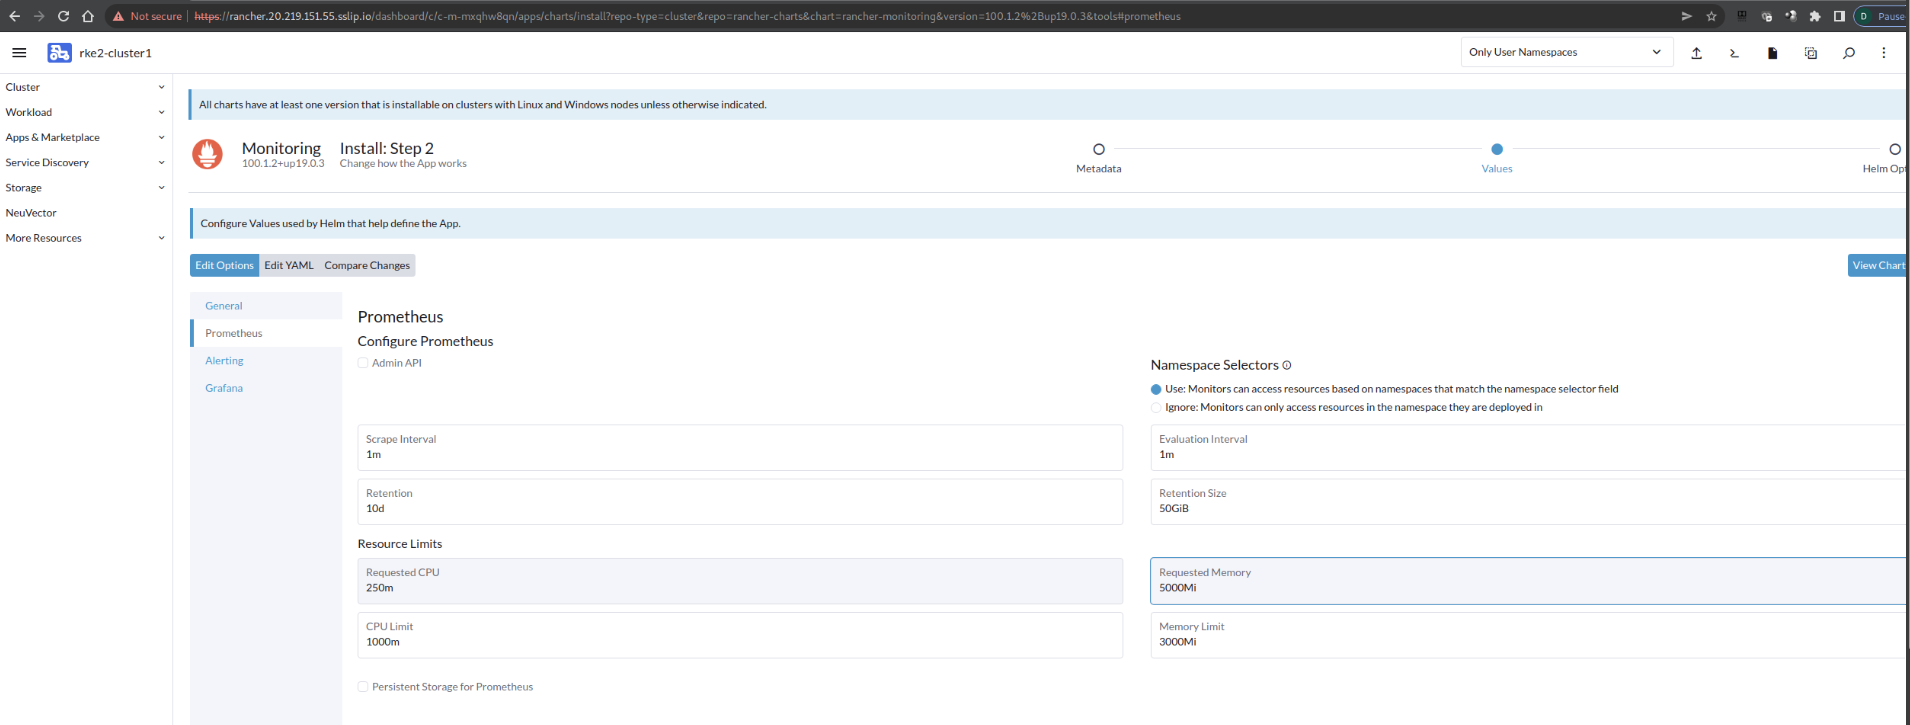 Not secure https://rancher.20.219.151.55.sslip.io/dashboard/c/c-m-mxqhw8qn/apps/charts/install?repo-type=cluster&repo=rancher-charts&chart=rancher-monitoring&version=100.1.2%2Bup19.0.3&tools#prometheus D Pause
rke2-cluster1 Only User Namespaces
Cluster
Workload
Apps & Marketplace
Service Discovery
Storage
NeuVector
More Resources
All charts have at least one version that is installable on clusters with Linux and Windows nodes unless otherwise indicated.
Monitoring Install: Step 2
100.1.2+up19.0.3 Change how the App works
Metadata Values Helm Opt
Configure Values used by Helm that help define the App.
Edit Options Edit YAML Compare Changes View Chart
General
Prometheus
Alerting
Grafana
Prometheus
Configure Prometheus
Admin API
Namespace Selectors
Use: Monitors can access resources based on namespaces that match the namespace selector field
Ignore: Monitors can only access resources in the namespace they are deployed in
Scrape Interval
1m
Evaluation Interval
1m
Retention
10d
Retention Size
50GiB
Resource Limits
Requested CPU
250m
Requested Memory
5000Mi
CPU Limit
1000m
Memory Limit
3000Mi
Persistent Storage for Prometheus